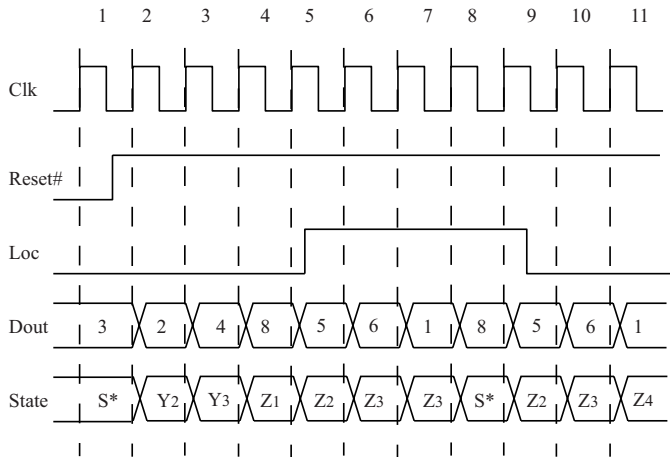 1 2 3 4 5 6 7 8 9 10 11
Clk
Reset#
Loc
Dout 3 2 4 8 5 6 1 8 5 6 1
State S* Y2 Y3 Z1 Z2 Z3 Z3 S* Z2 Z3 Z4